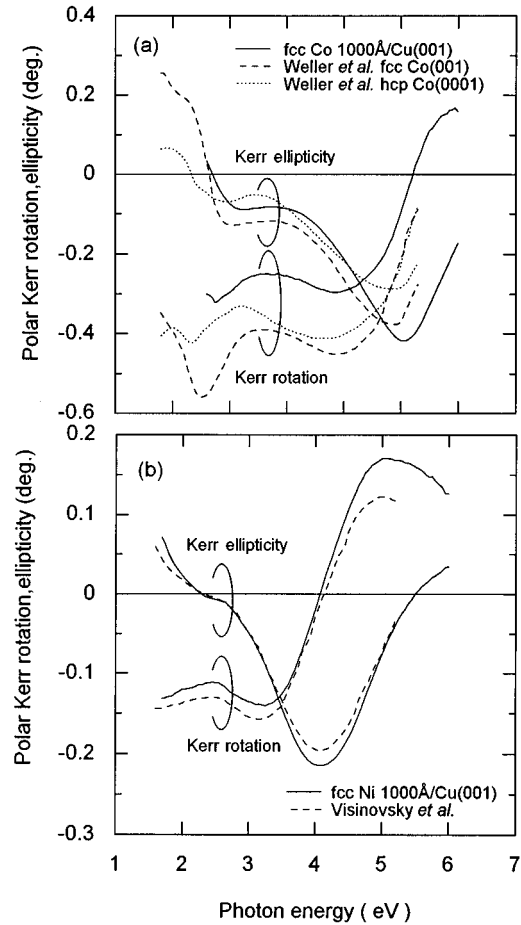 0.4
(a)
fcc Co 1000Å/Cu(001)
Weller et al. fcc Co(001)
Weller et al. hcp Co(0001)
0.2
Kerr ellipticity
0
-0.2
-0.4
Kerr rotation
-0.6
Polar Kerr rotation,ellipticity (deg.)
0.2
(b)
0.1
Kerr ellipticity
0
-0.1
Kerr rotation
-0.2
fcc Ni 1000Å/Cu(001)
Visinovsky et al.
-0.3
Polar Kerr rotation,ellipticity (deg.)
1 2 3 4 5 6 7
Photon energy ( eV)